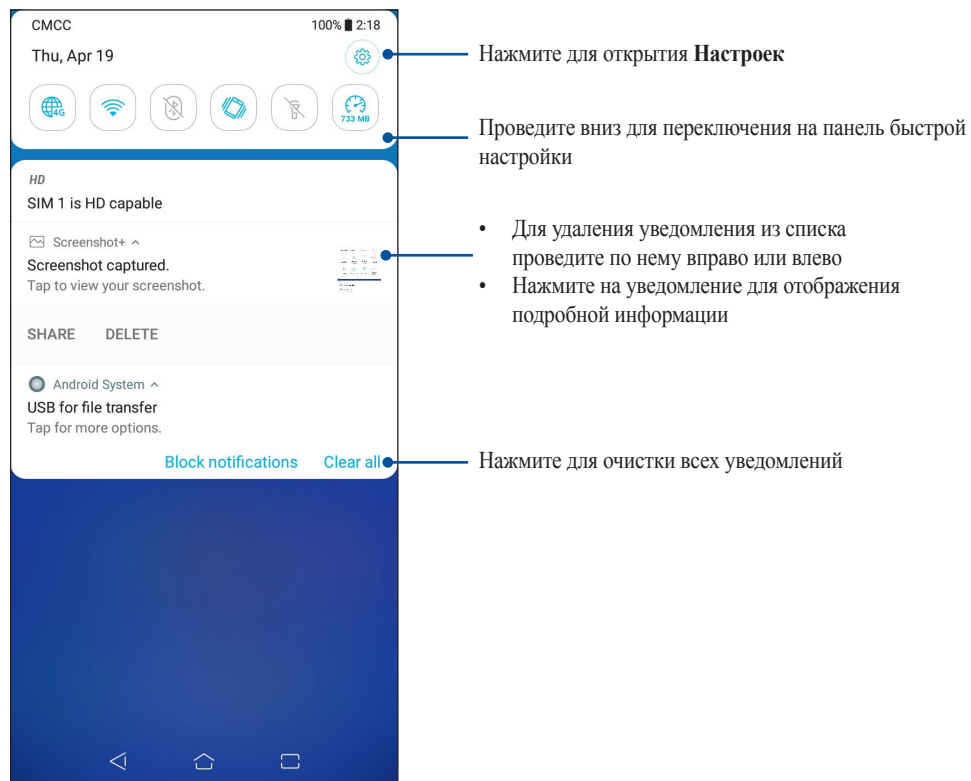 CMCC 100% 2:18
Thu, Apr 19
Нажмите для открытия Настроек
4G
733 MB
Проведите вниз для переключения на панель быстрой
настройки
HD
SIM 1 is HD capable
Screenshot+
Screenshot captured.
Tap to view your screenshot.
• Для удаления уведомления из списка
проведите по нему вправо или влево
• Нажмите на уведомление для отображения
подробной информации
SHARE DELETE
Android System
USB for file transfer
Tap for more options.
Block notifications Clear all
Нажмите для очистки всех уведомлений